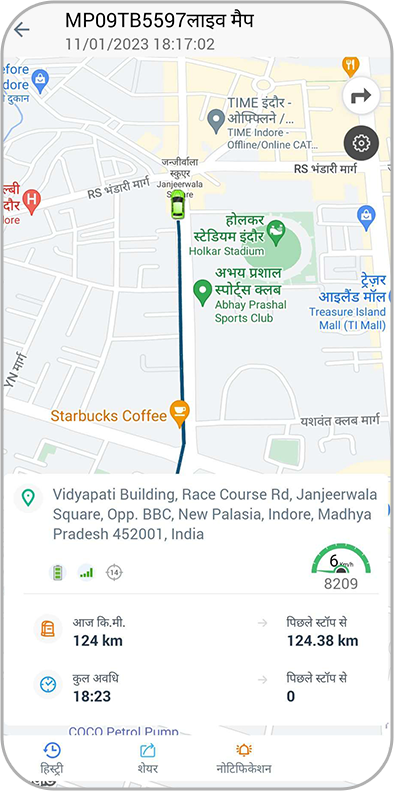 MP09TB5597लाइव मैप
11/01/2023 18:17:02
efore
dore
दुकान
TIME इंदौर -
ऑफ्फ्लिने /...
TIME Indore -
Offline/Online CAT...
जन्जीर्वाला
स्कुएर
Janjeerwala
Square
RS भंडारी मार्ग
RS भंडारी मार्ग
ल्बी
दौर
lore
होलकर
स्टेडियम इंदौर
Holkar Stadium
अभय प्रशाल
स्पोर्ट्स क्लब
Abhay Prashal
Sports Club
ट्रेज़र
आइलैंड मॉल
Treasure Island
Mall (TI Mall)
YN मार्ग
Starbucks Coffee
यशवंत क्लब मार्ग
Vidyapati Building, Race Course Rd, Janjeerwala
Square, Opp. BBC, New Palasia, Indore, Madhya
Pradesh 452001, India
14
6 Km/h
8209
आज कि.मी.
124 km
पिछले स्टॉप से
124.38 km
कुल अवधि
18:23
पिछले स्टॉप से
0
COCO Petrol Pump
हिस्ट्री
शेयर
नोटिफिकेशन